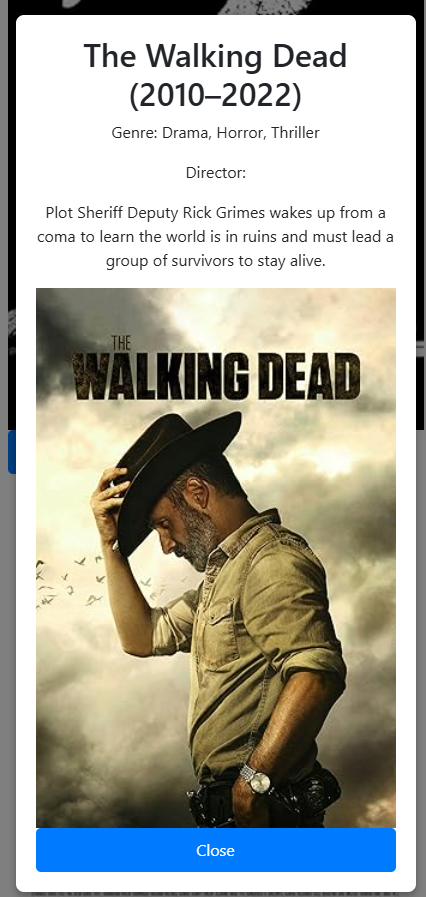 The Walking Dead
(2010–2022)
Genre: Drama, Horror, Thriller
Director:
Plot Sheriff Deputy Rick Grimes wakes up from a
coma to learn the world is in ruins and must lead a
group of survivors to stay alive.
THE
WALKING DEAD
Close